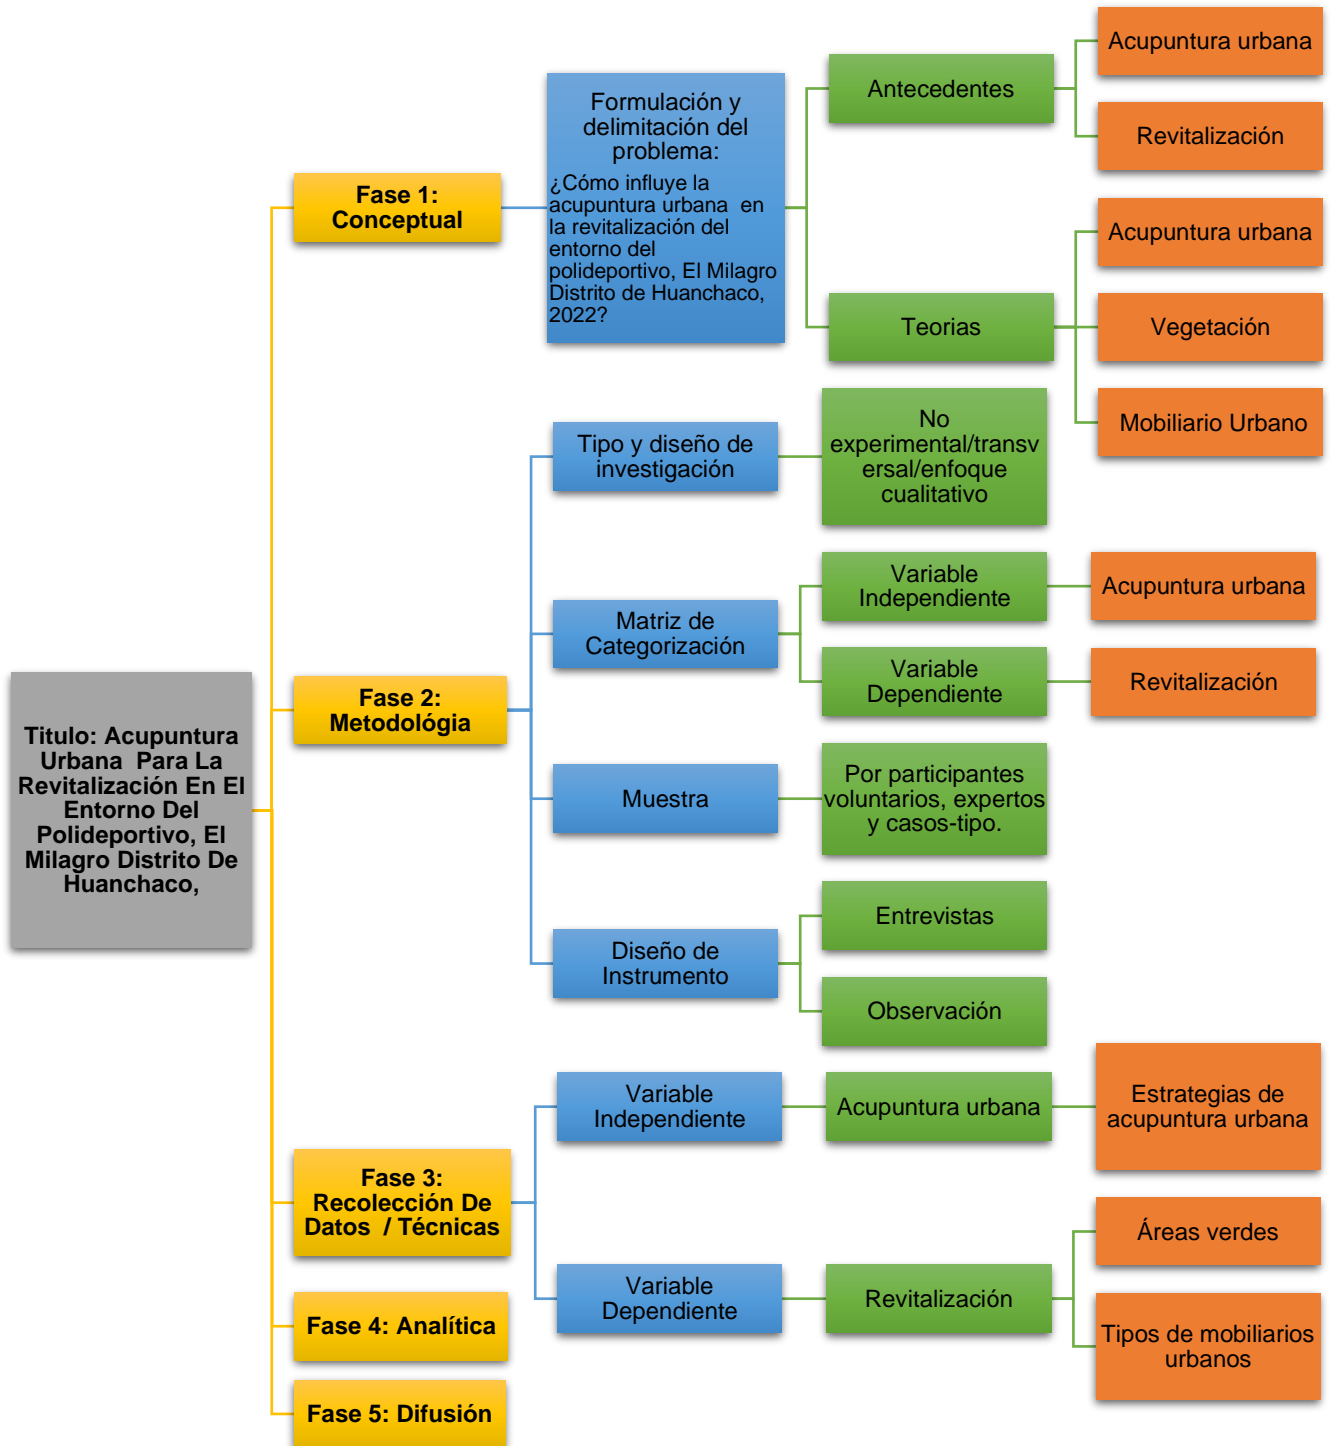 Titulo: Acupuntura
Urbana Para La
Revitalización En El
Entorno Del
Polideportivo, El
Milagro Distrito De
Huanchaco,
Fase 1:
Conceptual
Formulación y
delimitación del
problema:
¿Cómo influye la
acupuntura urbana en
la revitalización del
entorno del
polideportivo, El Milagro
Distrito de Huanchaco,
2022?
Antecedentes
Acupuntura urbana
Revitalización
Teorias
Acupuntura urbana
Vegetación
Mobiliario Urbano
Fase 2:
Metodológia
Tipo y diseño de
investigación
No
experimental/transv
ersal/enfoque
cualitativo
Matriz de
Categorización
Variable
Independiente
Acupuntura urbana
Variable
Dependiente
Revitalización
Muestra
Por participantes
voluntarios, expertos
y casos-tipo.
Diseño de
Instrumento
Entrevistas
Observación
Fase 3:
Recolección De
Datos / Técnicas
Variable
Independiente
Acupuntura urbana
Estrategias de
acupuntura urbana
Variable
Dependiente
Revitalización
Áreas verdes
Tipos de mobiliarios
urbanos
Fase 4: Analítica
Fase 5: Difusión